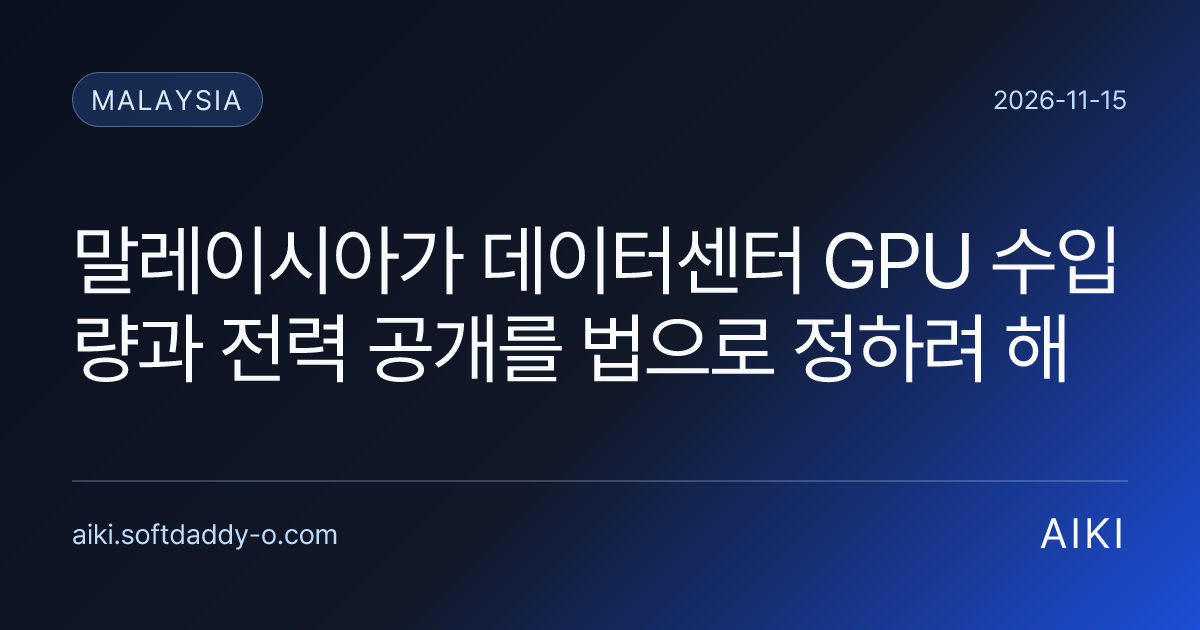 MALAYSIA
2026-11-15
말레이시아가 데이터센터 GPU 수입
량과 전력 공개를 법으로 정하려 해
aiki.softdaddy-o.com
AIKI